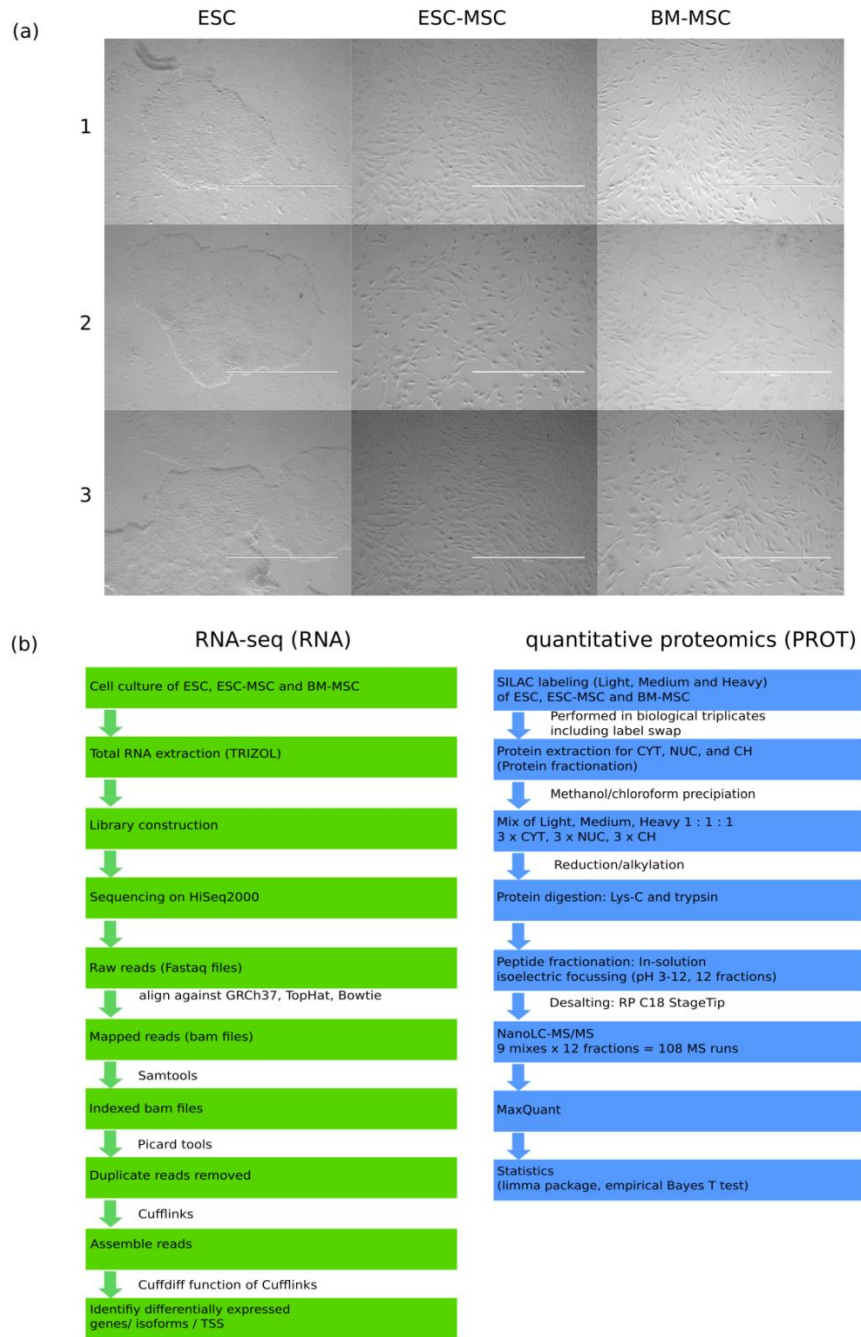 (a)
ESC ESC-MSC BM-MSC
1
2
3
(b)
RNA-seq (RNA)
Cell culture of ESC, ESC-MSC and BM-MSC
Total RNA extraction (TRIZOL)
Library construction
Sequencing on HiSeq2000
Raw reads (Fastaq files)
align against GRCh37, TopHat, Bowtie
Mapped reads (bam files)
Samtools
Indexed bam files
Picard tools
Duplicate reads removed
Cufflinks
Assemble reads
Cuffdiff function of Cufflinks
Identifiy differentially expressed
genes/ isoforms / TSS
quantitative proteomics (PROT)
SILAC labeling (Light, Medium and Heavy)
of ESC, ESC-MSC and BM-MSC
Performed in biological triplicates
including label swap
Protein extraction for CYT, NUC, and CH
(Protein fractionation)
Methanol/chloroform precipiation
Mix of Light, Medium, Heavy 1 : 1 : 1
3 x CYT, 3 x NUC, 3 x CH
Reduction/alkylation
Protein digestion: Lys-C and trypsin
Peptide fractionation: In-solution
isoelectric focussing (pH 3-12, 12 fractions)
Desalting: RP C18 StageTip
NanoLC-MS/MS
9 mixes x 12 fractions = 108 MS runs
MaxQuant
Statistics
(limma package, empirical Bayes T test)